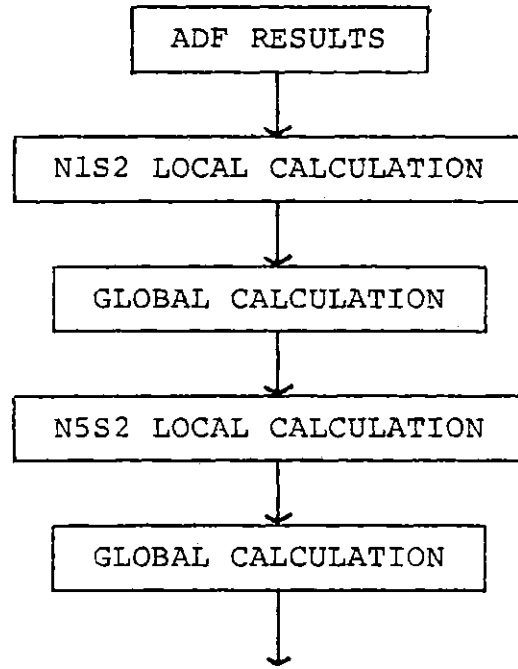 ADF RESULTS
N1S2 LOCAL CALCULATION
GLOBAL CALCULATION
N5S2 LOCAL CALCULATION
GLOBAL CALCULATION